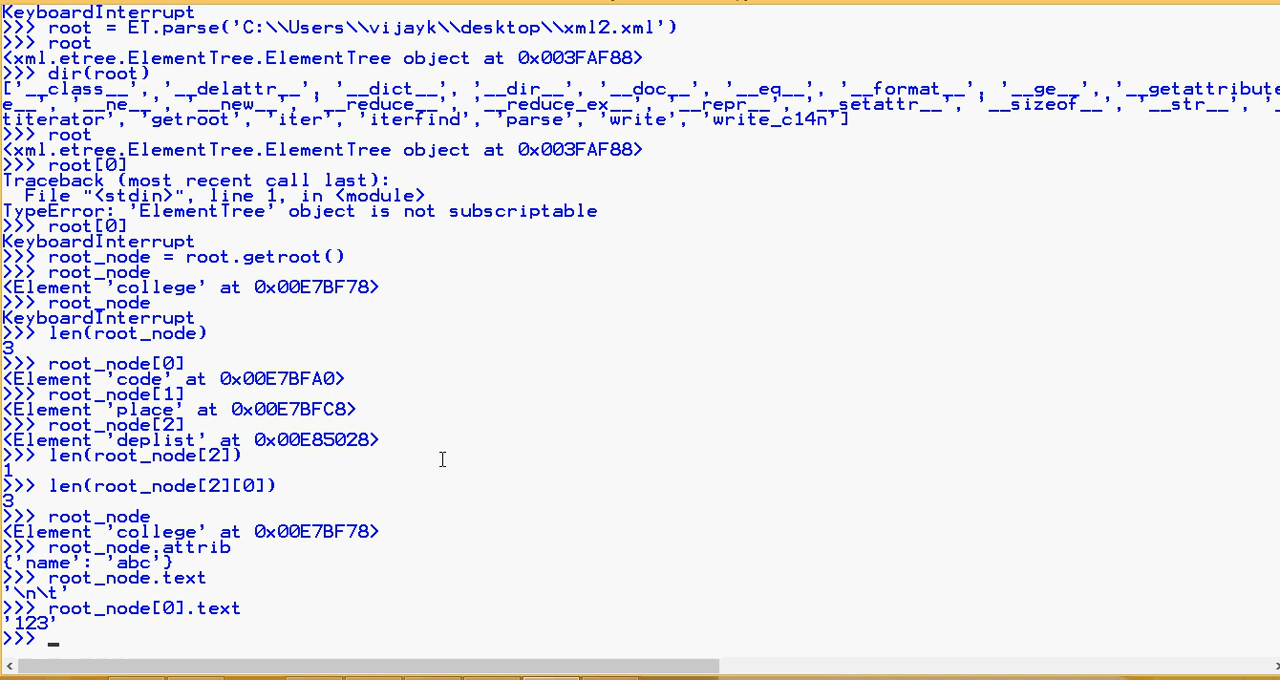 KeyboardInterrupt
>>> root = ET.parse('C:\\Users\\vijayk\\desktop\\xml2.xml')
>>> root
<xml.etree.ElementTree.ElementTree object at 0x003FAF88>
>>> dir(root)
['__class__', '__delattr__', '__dict__', '__dir__', '__doc__', '__eq__', '__format__', '__ge__', '__getattribute
e__', '__ne__', '__new__', '__reduce__', '__reduce_ex__', '__repr__', '__setattr__', '__sizeof__', '__str__', '_
titerator', 'getroot', 'iter', 'iterfind', 'parse', 'write', 'write_c14n']
>>> root
<xml.etree.ElementTree.ElementTree object at 0x003FAF88>
>>> root[0]
Traceback (most recent call last):
  File "<stdin>", line 1, in <module>
TypeError: 'ElementTree' object is not subscriptable
>>> root[0]
KeyboardInterrupt
>>> root_node = root.getroot()
>>> root_node
<Element 'college' at 0x00E7BF78>
>>> root_node
KeyboardInterrupt
>>> len(root_node)
3
>>> root_node[0]
<Element 'code' at 0x00E7BFA0>
>>> root_node[1]
<Element 'place' at 0x00E7BFC8>
>>> root_node[2]
<Element 'deplist' at 0x00E85028>
>>> len(root_node[2])
1
>>> len(root_node[2][0])
3
>>> root_node
<Element 'college' at 0x00E7BF78>
>>> root_node.attrib
{'name': 'abc'}
>>> root_node.text
'\n\t'
>>> root_node[0].text
'123'
>>> _